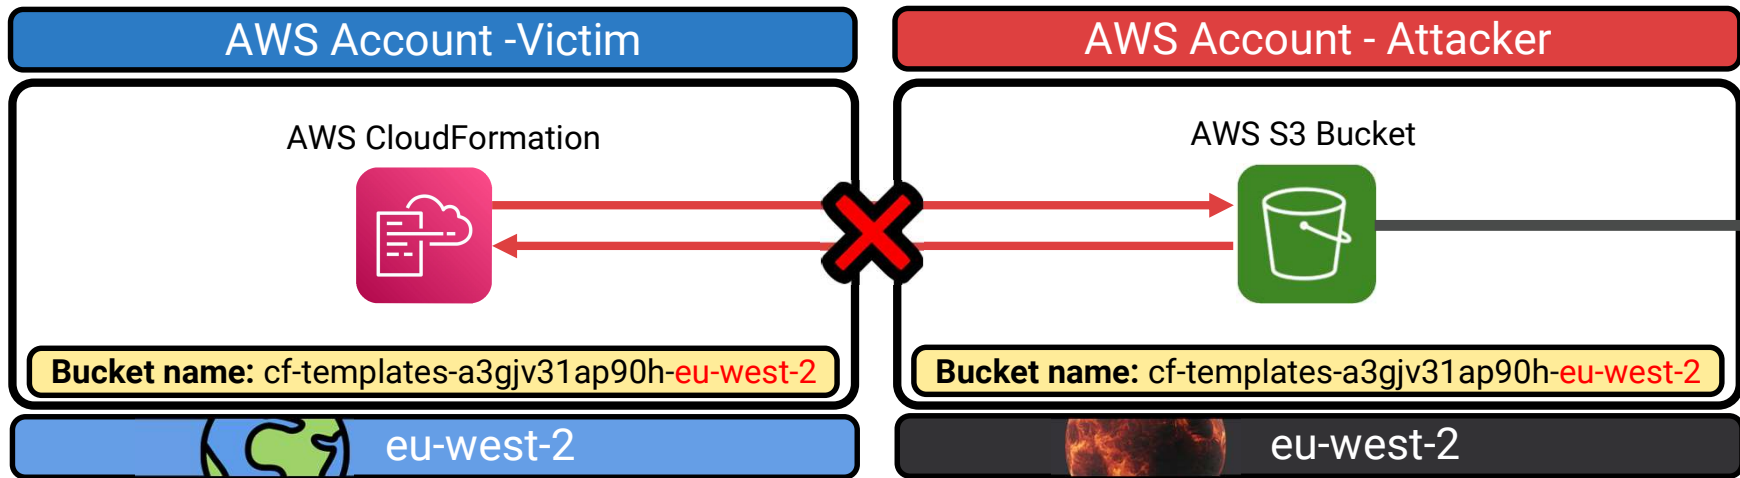 AWS Account -Victim
AWS Account - Attacker
AWS CloudFormation
AWS S3 Bucket
Bucket name: cf-templates-a3gjv31ap90h-eu-west-2
Bucket name: cf-templates-a3gjv31ap90h-eu-west-2
eu-west-2
eu-west-2